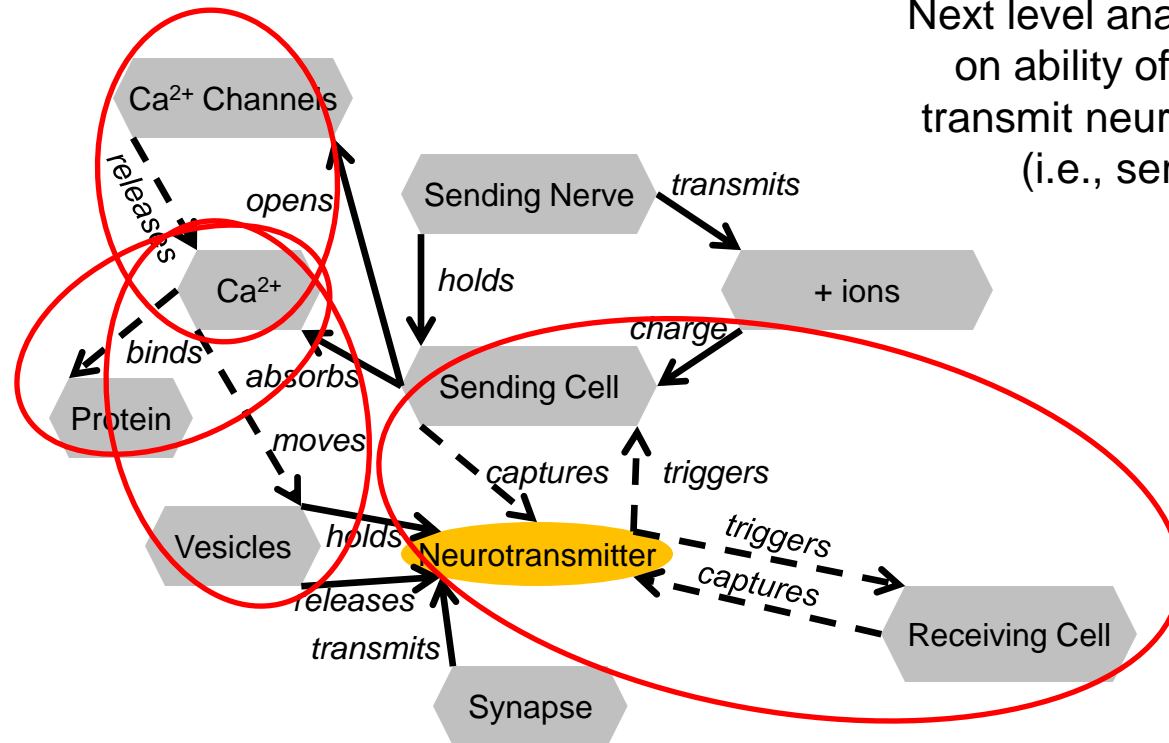 Next level ana
on ability of
transmit neur
(i.e., ser
Ca²⁺ Channels
releases
opens
Sending Nerve
transmits
Ca²⁺
holds
+ ions
charge
binds
absorbs
Sending Cell
Protein
moves
captures
triggers
Vesicles
holds
Neurotransmitter
triggers
captures
releases
transmits
Receiving Cell
Synapse